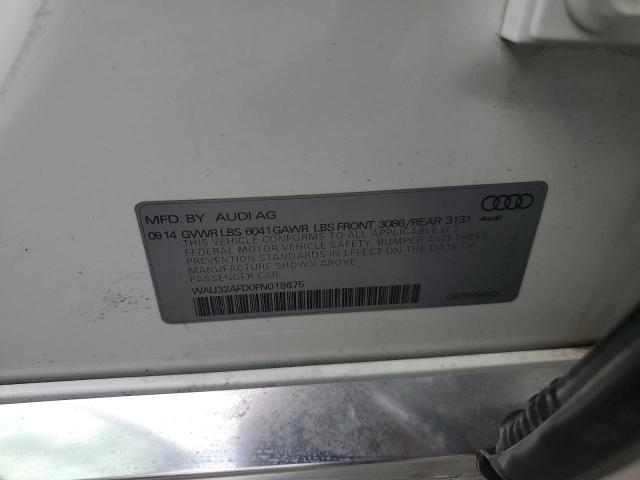 MFD. BY AUDI AG
09 14 GVWR LBS 6041 GAWR LBS FRONT 3086/REAR 3131
THIS VEHICLE CONFORMS TO ALL APPLICABLE U.S.
FEDERAL MOTOR VEHICLE SAFETY, BUMPER AND THEFT
PREVENTION STANDARDS IN EFFECT ON THE DATE OF
MANUFACTURE SHOWN ABOVE
PASSENGER CAR
WAU32AFD0FN018675
GERMANY
Audi